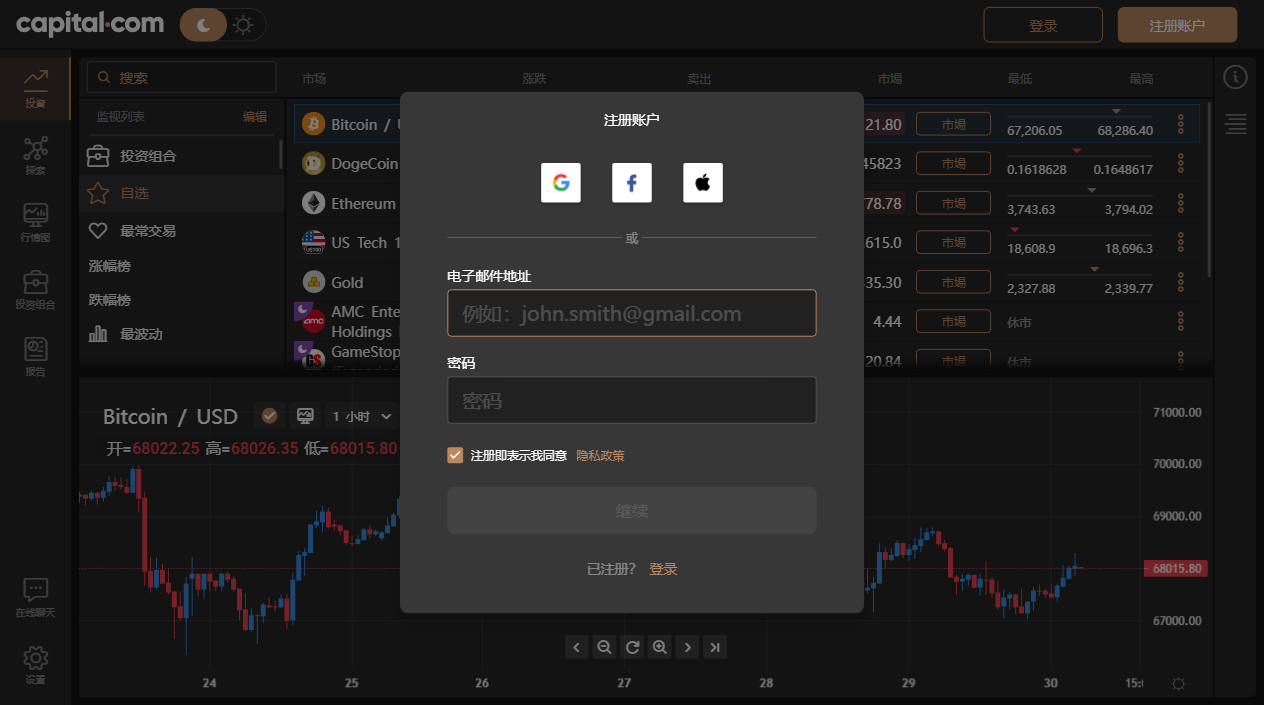 capital.com
登录
注册账户
投资
探索
行情图
投资组合
报告
在线聊天
设置
搜索
监视列表
编辑
投资组合
自选
最常交易
涨幅榜
跌幅榜
最波动
市场
涨跌
卖出
市场
最低
最高
Bitcoin /
21.80
市場
67,206.05
68,286.40
DogeCoin
45823
市場
0.1618628
0.1648617
Ethereum
78.78
市場
3,743.63
3,794.02
US Tech 1
615.0
市場
18,608.9
18,696.3
Gold
35.30
市場
2,327.88
2,339.77
AMC Ente
Holdings
4.44
市場
休市
GameStop
20.84
市場
休市
注册账户
或
电子邮件地址
例如：john.smith@gmail.com
密码
密码
注册即表示我同意 隐私政策
继续
已注册? 登录
Bitcoin / USD
1 小时
开=68022.25 高=68026.35 低=68015.80
71000.00
70000.00
69000.00
68015.80
67000.00
24
25
26
27
28
29
30